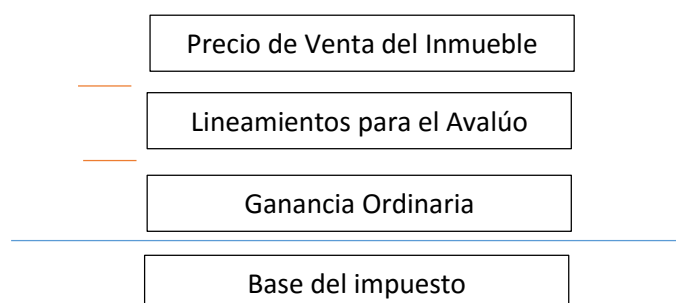 Precio de Venta del Inmueble
Lineamientos para el Avalúo
Ganancia Ordinaria
Base del impuesto